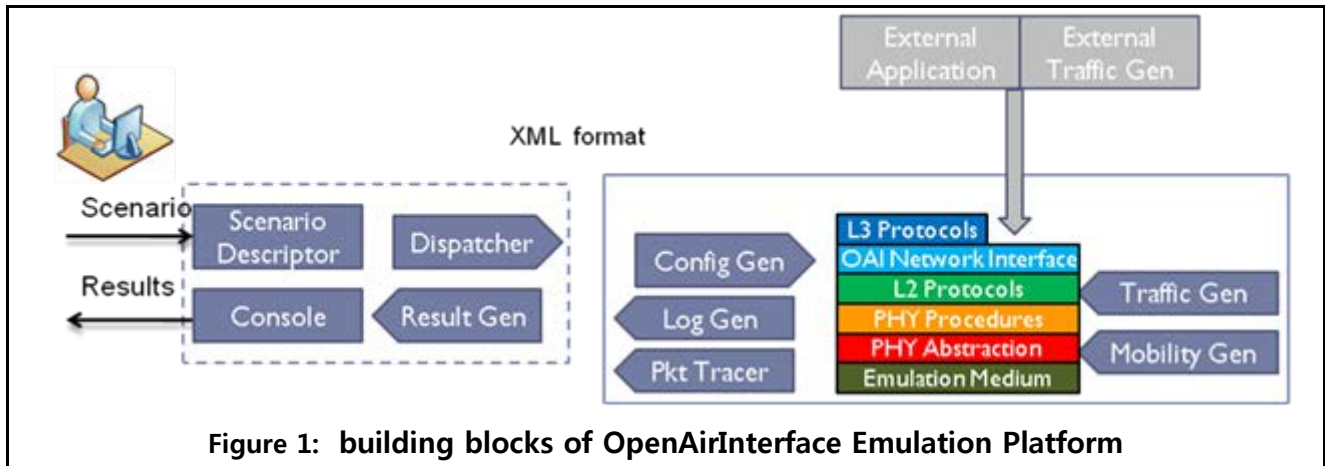 External
Application
External
Traffic Gen
XML format
Scenario
Results
Scenario
Descriptor
Dispatcher
Console
Result Gen
Config Gen
Log Gen
Pkt Tracer
L3 Protocols
OAI Network Interface
L2 Protocols
PHY Procedures
PHY Abstraction
Emulation Medium
Traffic Gen
Mobility Gen
Figure 1: building blocks of OpenAirInterface Emulation Platform